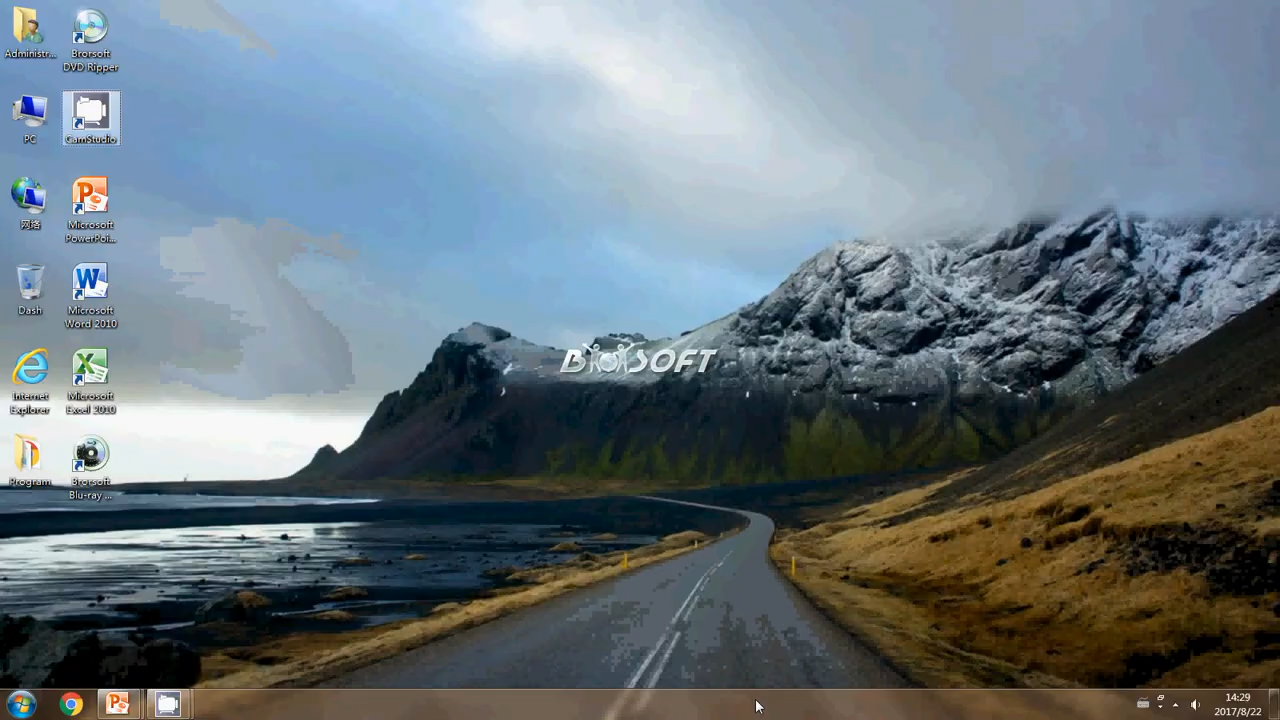 Administr...
Brorsoft
DVD Ripper
PC
CamStudio
网络
Microsoft
PowerPoi...
Dash
Microsoft
Word 2010
Internet
Explorer
Microsoft
Excel 2010
Program
Brorsoft
Blu-ray ...
BROSOFT
14:29
2017/8/22